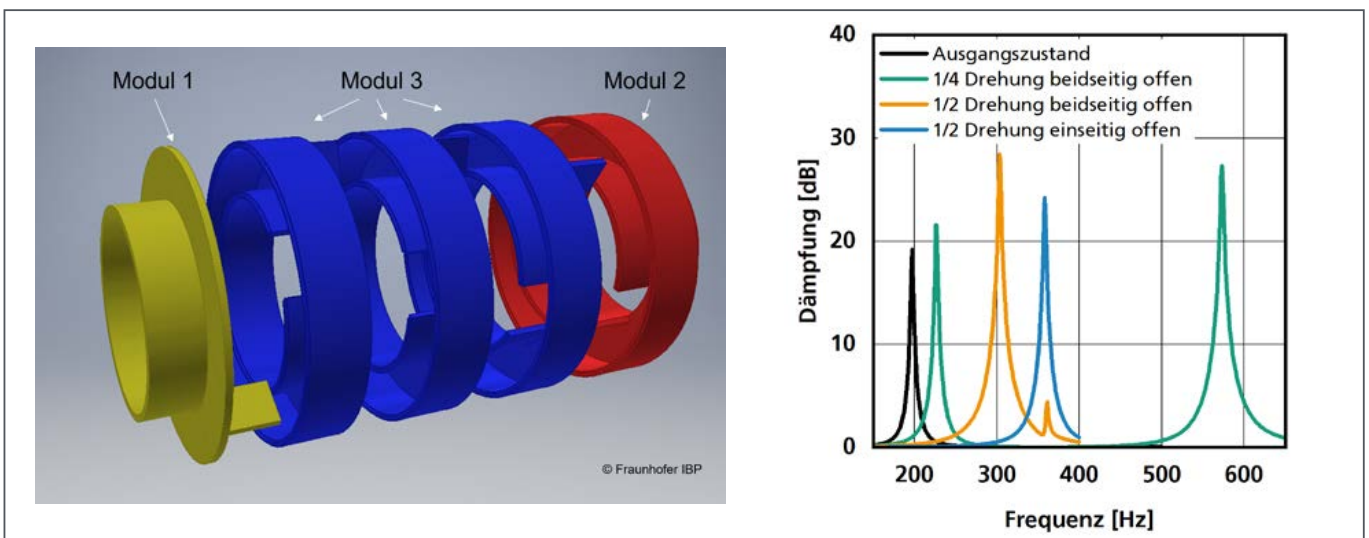 Modul 1
Modul 3
Modul 2
© Fraunhofer IBP
Dämpfung [dB]
40
30
20
10
0
Ausgangszustand
1/4 Drehung beidseitig offen
1/2 Drehung beidseitig offen
1/2 Drehung einseitig offen
200 300 400 500 600
Frequenz [Hz]